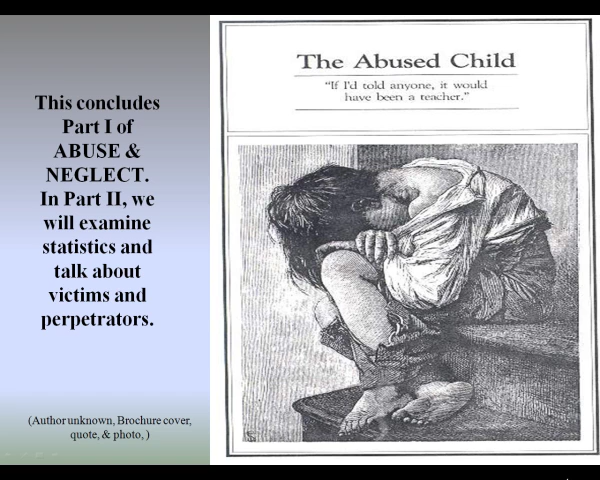 This concludes
Part I of
ABUSE &
NEGLECT.
In Part II, we
will examine
statistics and
talk about
victims and
perpetrators.
(Author unknown, Brochure cover,
quote, & photo, )
The Abused Child
“If I’d told anyone, it would
have been a teacher.”